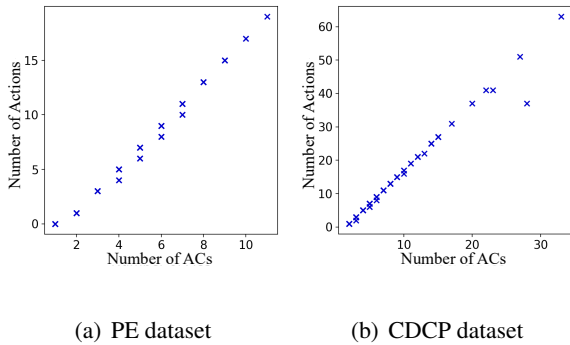 15
10
5
0
Number of Actions
2 4 6 8 10
Number of ACs
60
50
40
30
20
10
0
Number of Actions
10 20 30
Number of ACs
(a) PE dataset
(b) CDCP dataset